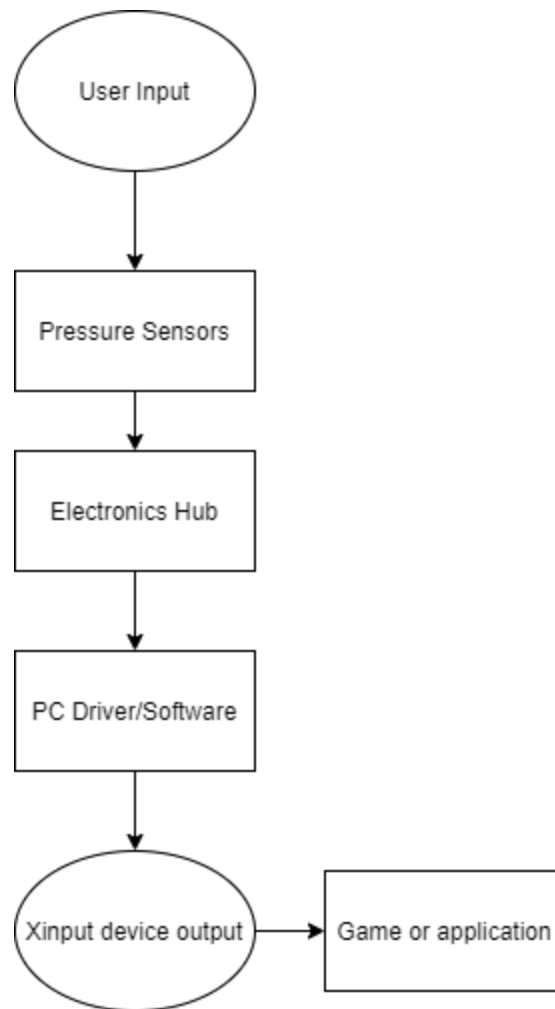 User Input
Pressure Sensors
Electronics Hub
PC Driver/Software
Xinput device output
Game or application